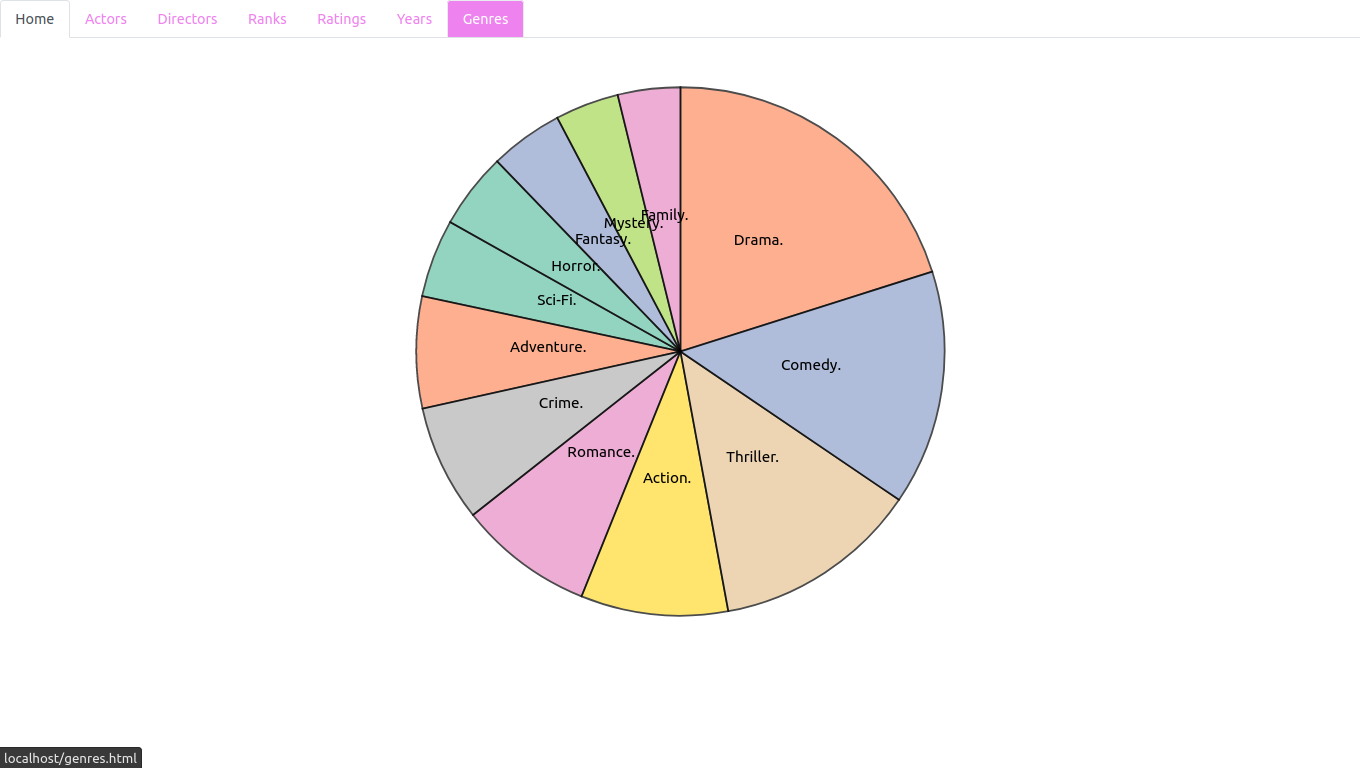 Home Actors Directors Ranks Ratings Years Genres
Family.
Mystery.
Fantasy.
Drama.
Horror.
Sci-Fi.
Adventure.
Comedy.
Crime.
Romance.
Thriller.
Action.
localhost/genres.html